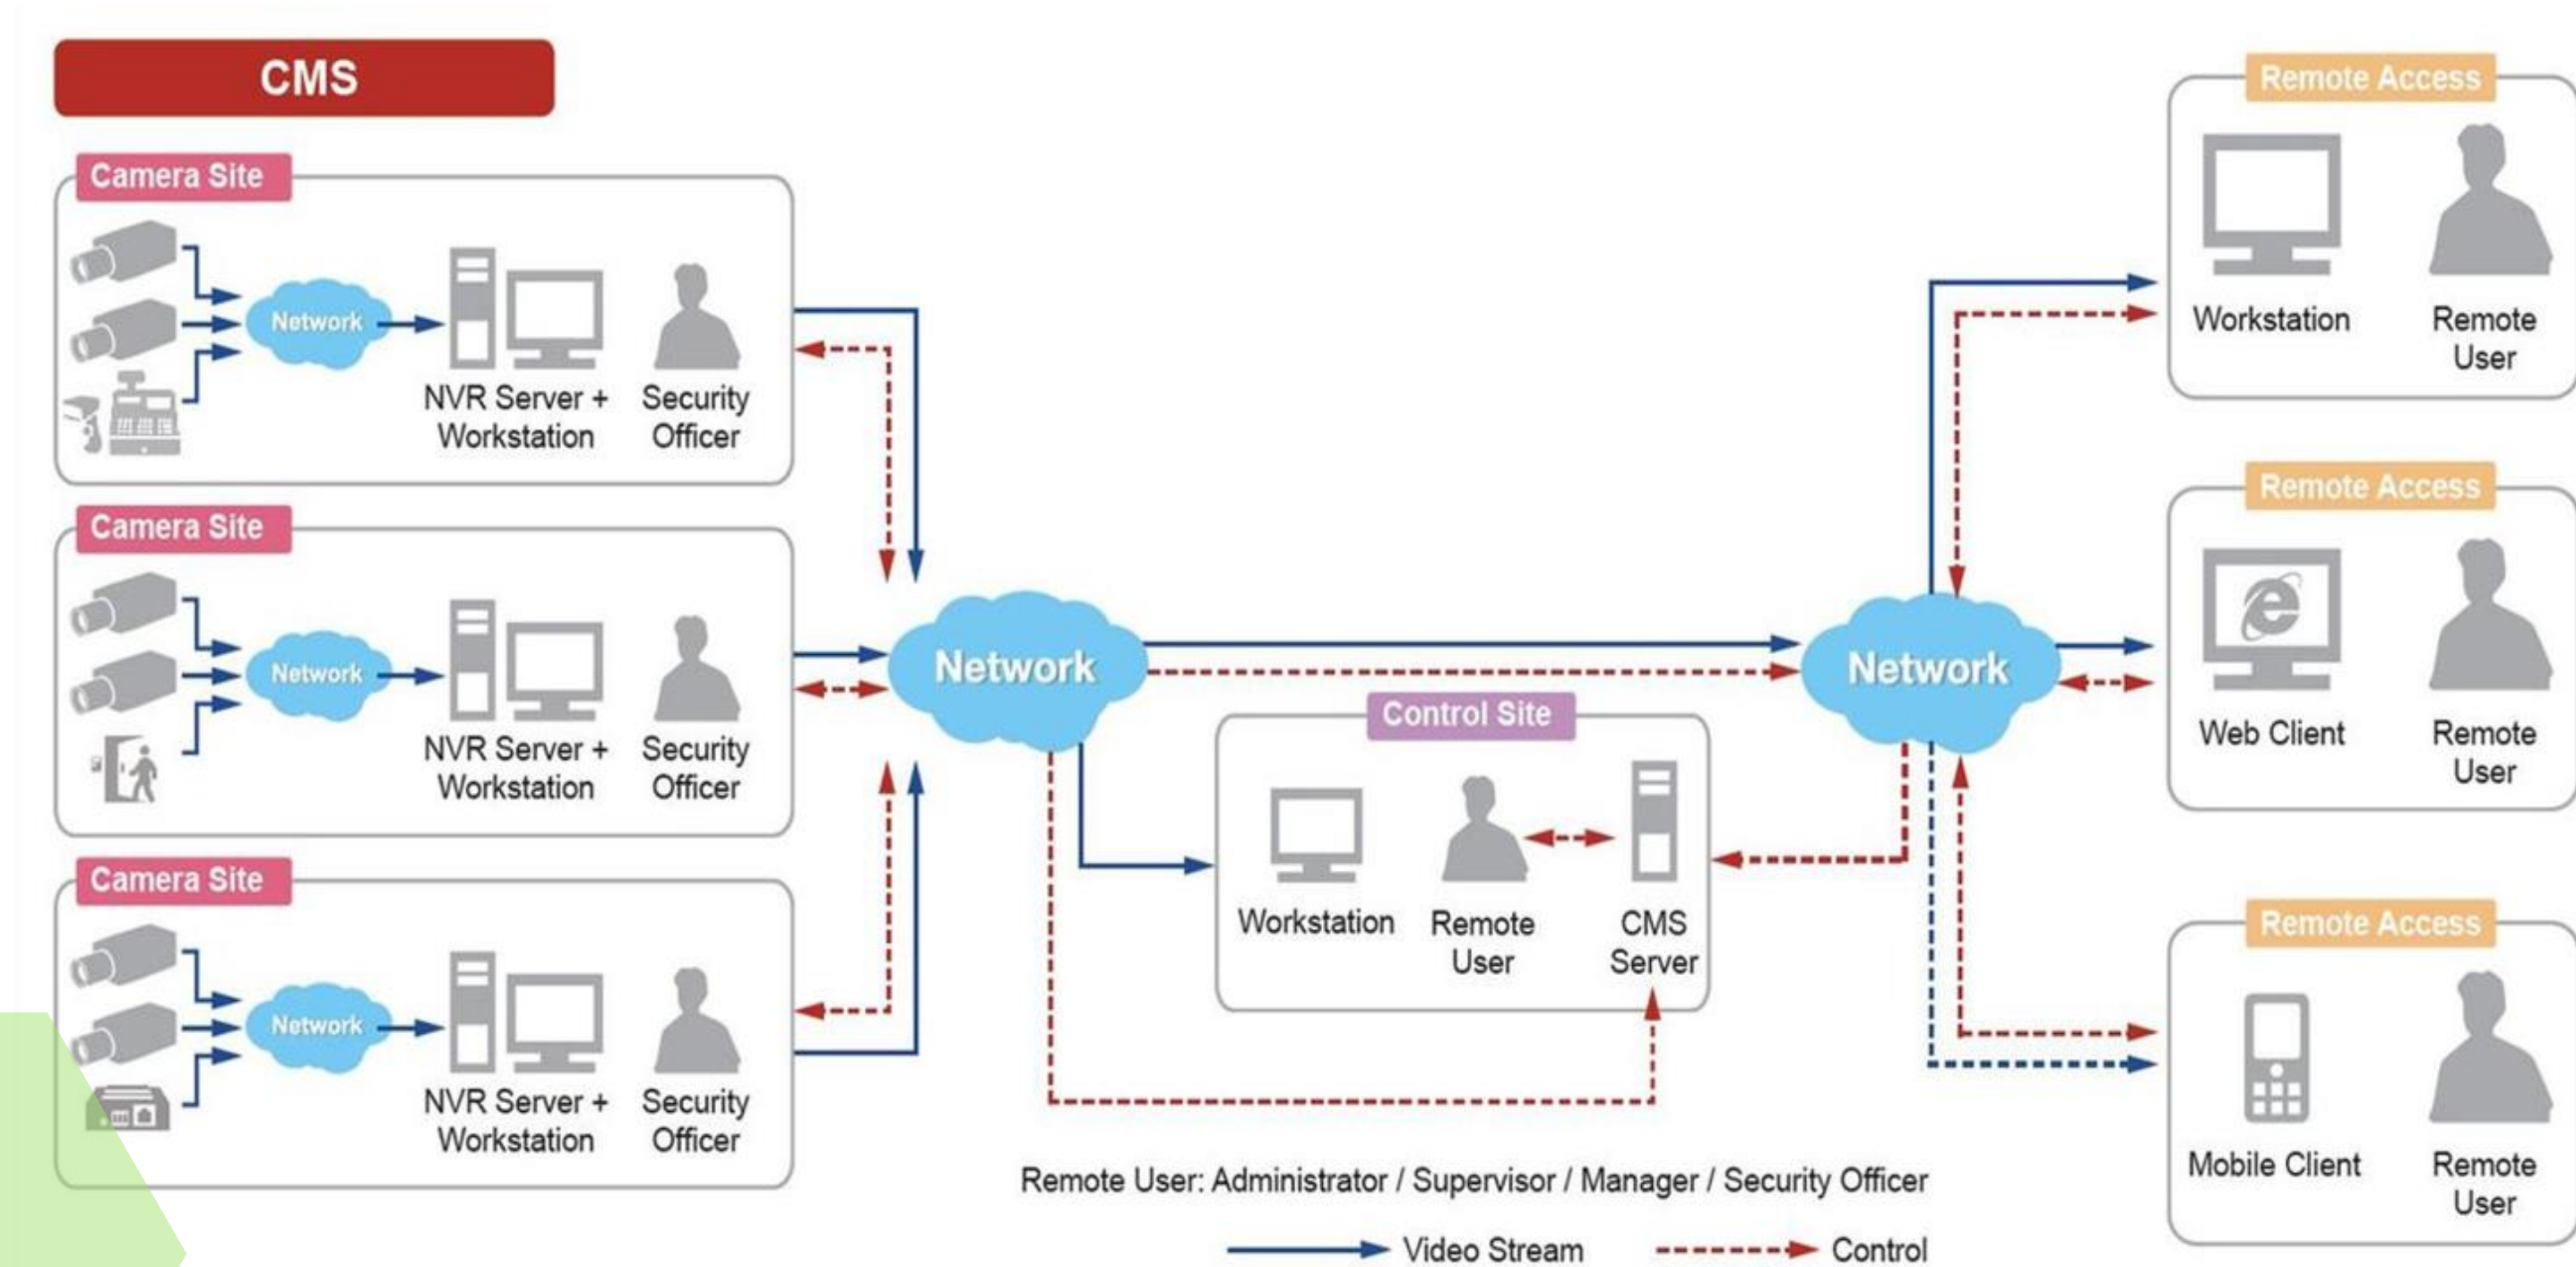 CMS
Camera Site
Network
NVR Server +
Workstation
Security
Officer
Camera Site
Network
NVR Server +
Workstation
Security
Officer
Camera Site
Network
NVR Server +
Workstation
Security
Officer
Network
Control Site
Workstation
Remote
User
CMS
Server
Network
Remote Access
Workstation
Remote
User
Remote Access
Web Client
Remote
User
Remote Access
Mobile Client
Remote
User
Remote User: Administrator / Supervisor / Manager / Security Officer
Video Stream
Control